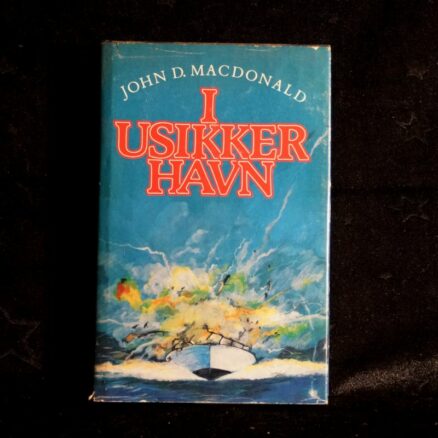 JOHN D. MACDONALD
I
USIKKER
HAVN